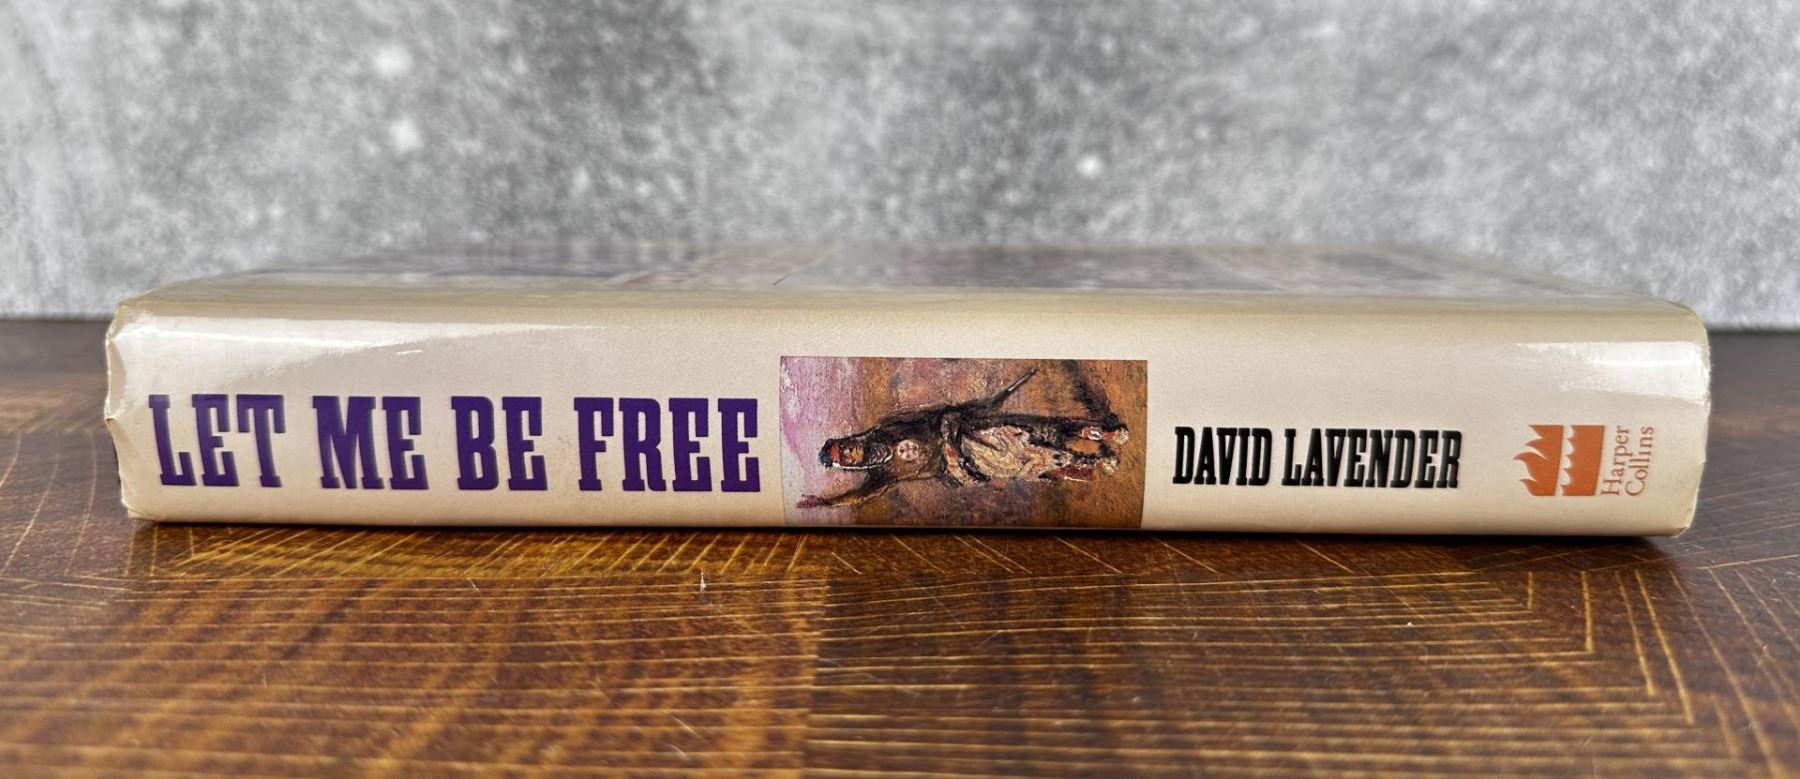 LET ME BE FREE
DAVID LAVENDER
Harper
Collins